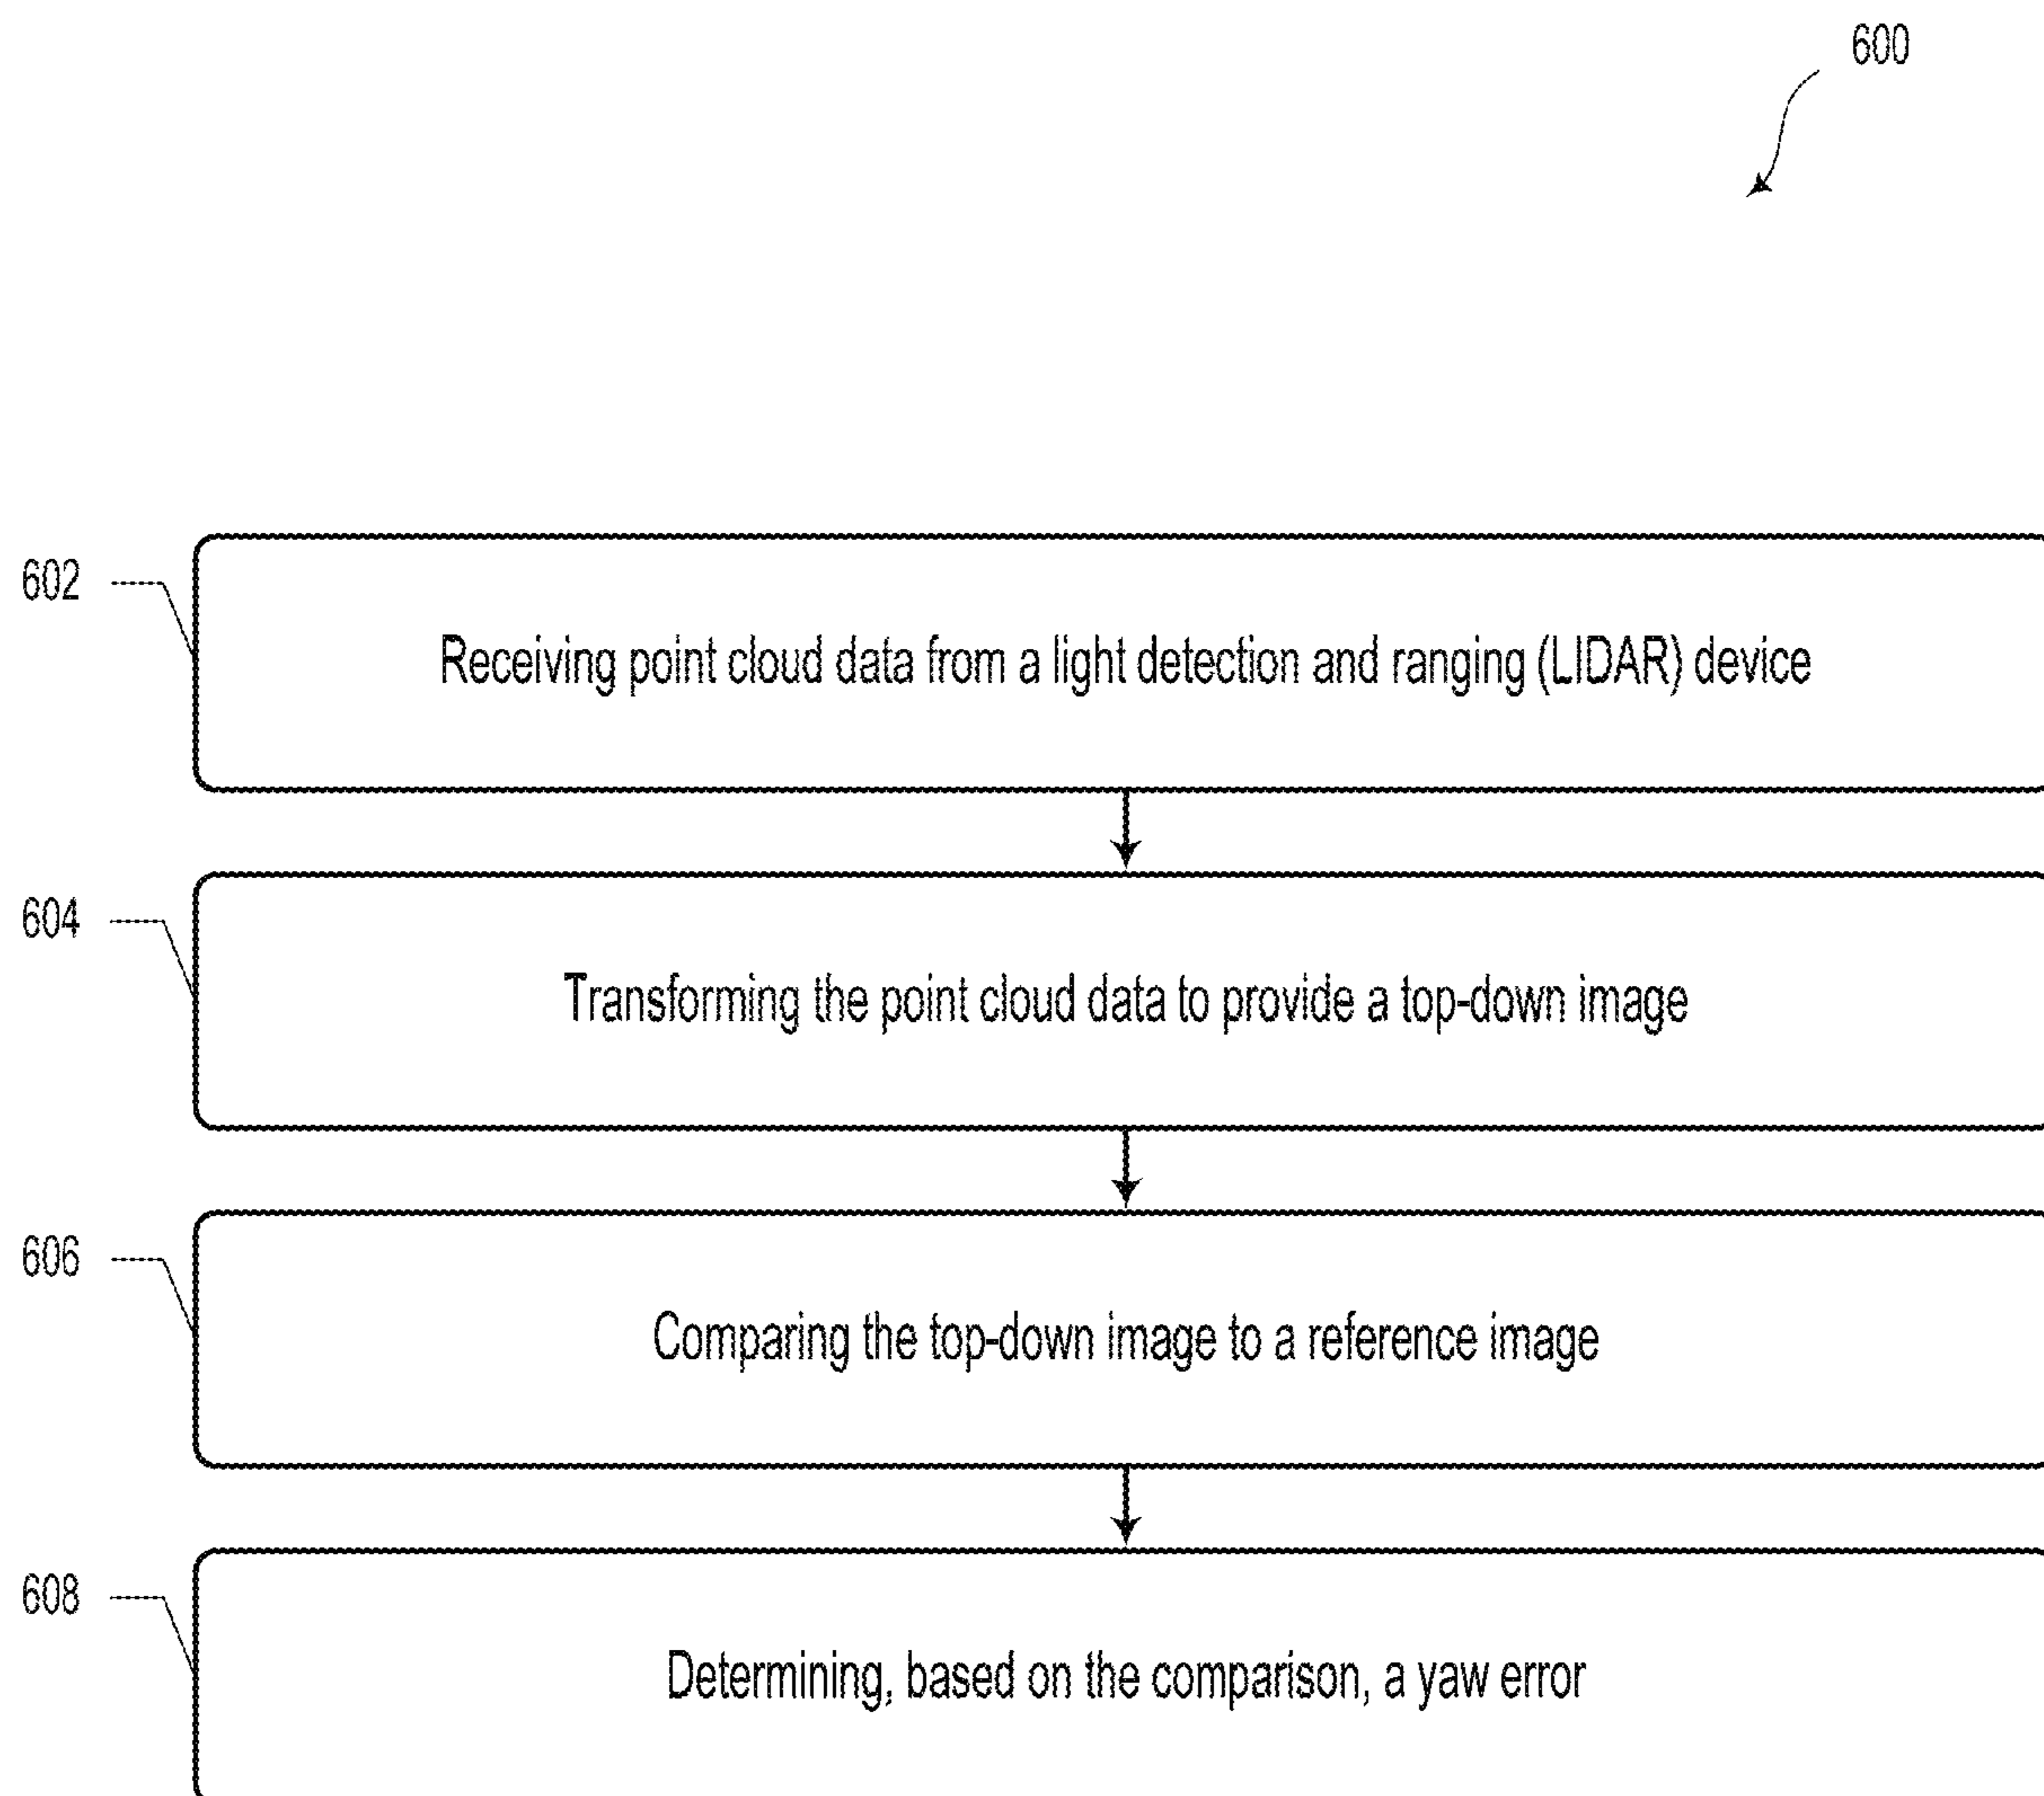 600
602
Receiving point cloud data from a light detection and ranging (LIDAR) device
604
Transforming the point cloud data to provide a top-down image
606
Comparing the top-down image to a reference image
608
Determining, based on the comparison, a yaw error